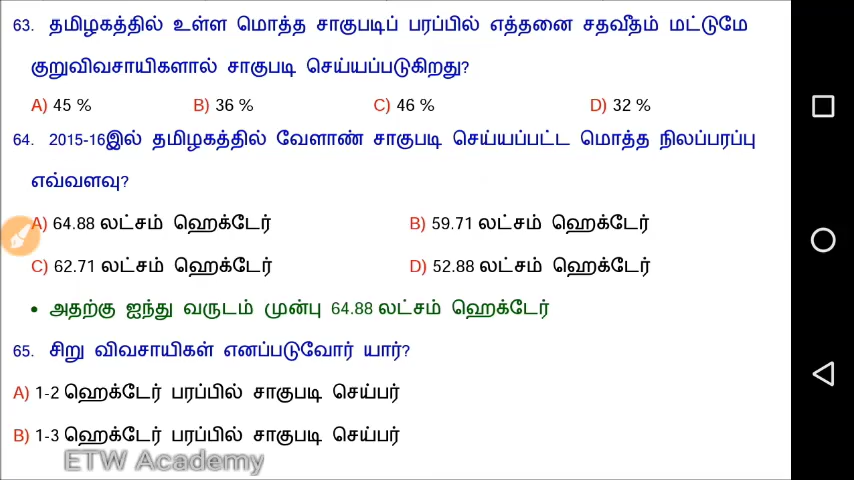 63. தமிழகத்தில் உள்ள மொத்த சாகுபடிப் பரப்பில் எத்தனை சதவீதம் மட்டுமே
குறுவிவசாயிகளால் சாகுபடி செய்யப்படுகிறது?
A) 45 % B) 36 % C) 46 % D) 32 %
64. 2015-16இல் தமிழகத்தில் வேளாண் சாகுபடி செய்யப்பட்ட மொத்த நிலப்பரப்பு
எவ்வளவு?
A) 64.88 லட்சம் ஹெக்டேர் B) 59.71 லட்சம் ஹெக்டேர்
C) 62.71 லட்சம் ஹெக்டேர் D) 52.88 லட்சம் ஹெக்டேர்
• அதற்கு ஐந்து வருடம் முன்பு 64.88 லட்சம் ஹெக்டேர்
65. சிறு விவசாயிகள் எனப்படுவோர் யார்?
A) 1-2 ஹெக்டேர் பரப்பில் சாகுபடி செய்பர்
B) 1-3 ஹெக்டேர் பரப்பில் சாகுபடி செய்பர்
ETW Academy